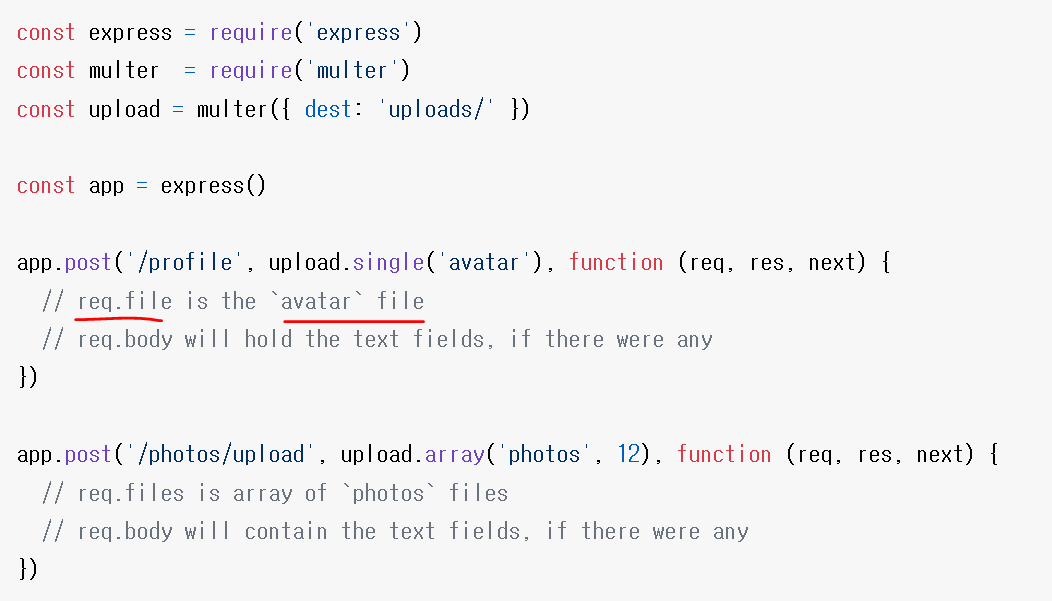 const express = require('express')
const multer  = require('multer')
const upload = multer({ dest: 'uploads/' })
const app = express()
app.post('/profile', upload.single('avatar'), function (req, res, next) {
  // req.file is the `avatar` file
  // req.body will hold the text fields, if there were any
})
app.post('/photos/upload', upload.array('photos', 12), function (req, res, next) {
  // req.files is array of `photos` files
  // req.body will contain the text fields, if there were any
})